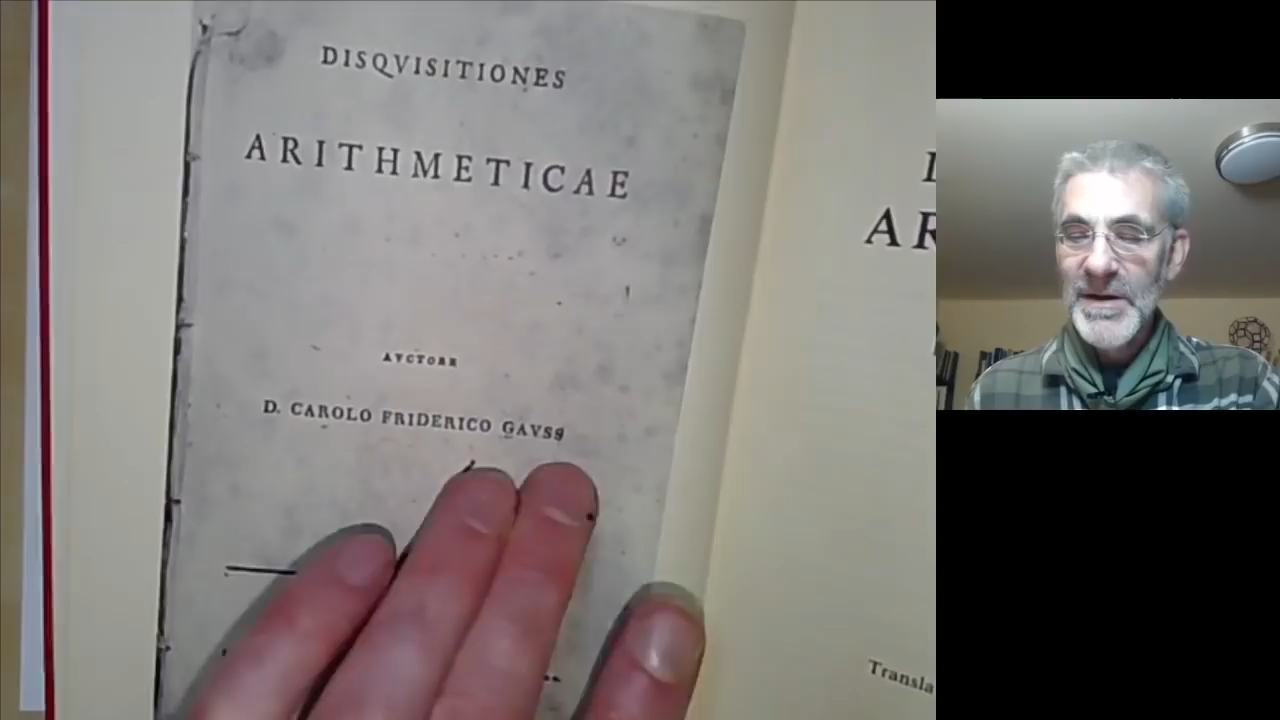 DISQVISITIONES
ARITHMETICAE
AVCTORE
D. CAROLO FRIDERICO GAVSS
AR
Transla